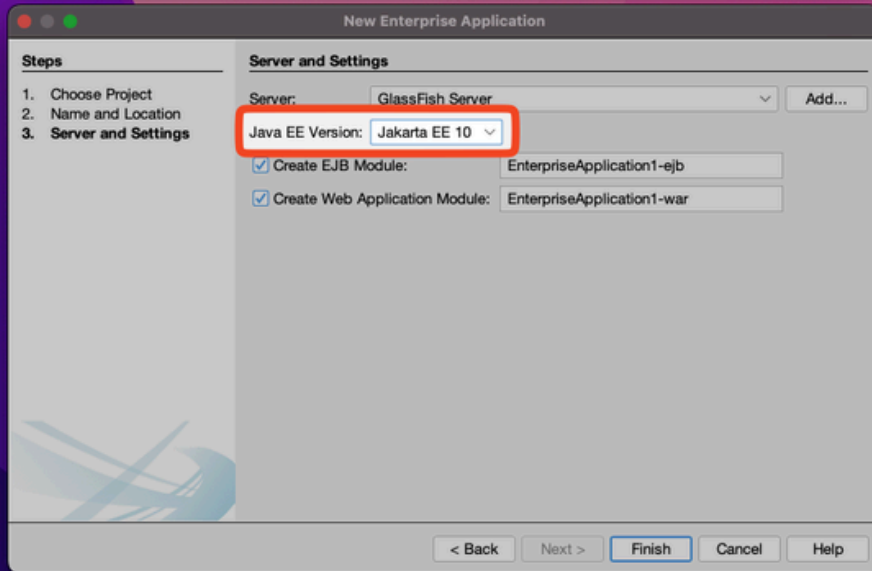 New Enterprise Application
Steps
1. Choose Project
2. Name and Location
3. Server and Settings
Server and Settings
Server: GlassFish Server Add...
Java EE Version: Jakarta EE 10
Create EJB Module: EnterpriseApplication1-ejb
Create Web Application Module: EnterpriseApplication1-war
< Back Next > Finish Cancel Help